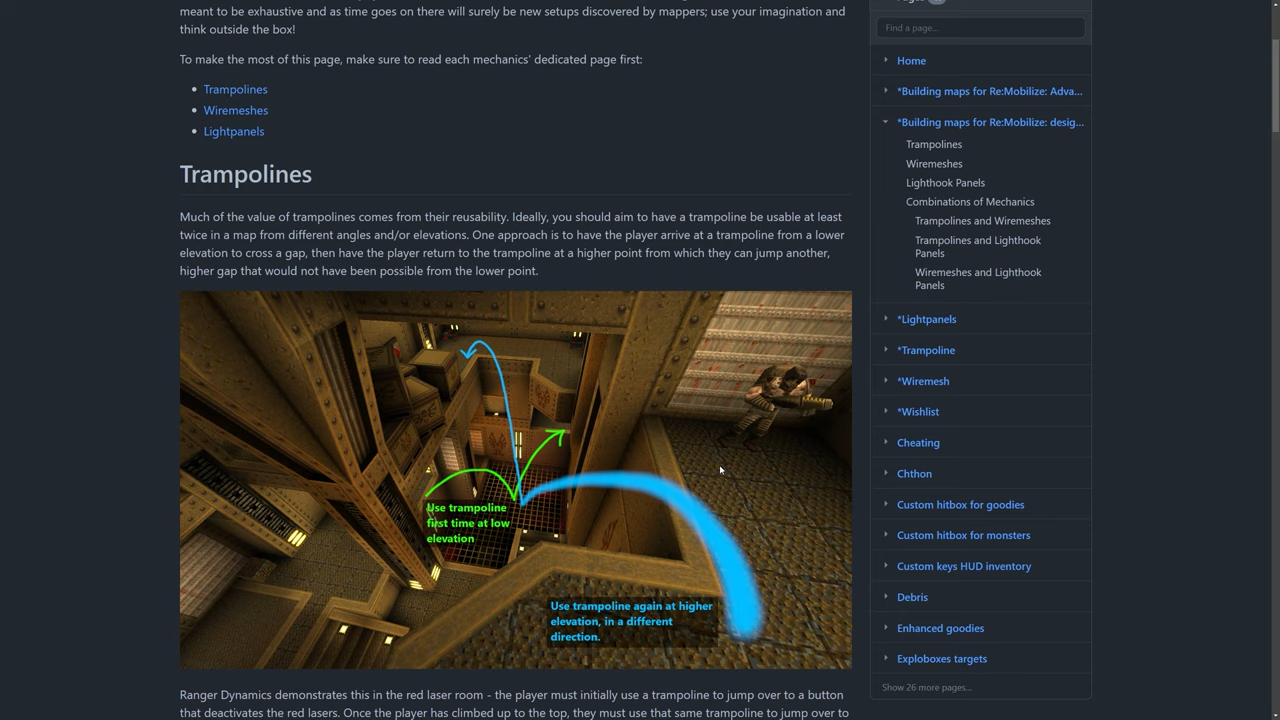 meant to be exhaustive and as time goes on there will surely be new setups discovered by mappers; use your imagination and
think outside the box!
To make the most of this page, make sure to read each mechanics' dedicated page first:
Trampolines
Wiremeshes
Lightpanels
Trampolines
Much of the value of trampolines comes from their reusability. Ideally, you should aim to have a trampoline be usable at least
twice in a map from different angles and/or elevations. One approach is to have the player arrive at a trampoline from a lower
elevation to cross a gap, then have the player return to the trampoline at a higher point from which they can jump another,
higher gap that would not have been possible from the lower point.
Use trampoline
first time at low
elevation
Use trampoline again at higher
elevation, in a different
direction.
Ranger Dynamics demonstrates this in the red laser room - the player must initially use a trampoline to jump over to a button
that deactivates the red lasers. Once the player has climbed up to the top, they must use that same trampoline to jump over to
Find a page...
Home
*Building maps for Re:Mobilize: Adva...
*Building maps for Re:Mobilize: desig...
Trampolines
Wiremeshes
Lighthook Panels
Combinations of Mechanics
Trampolines and Wiremeshes
Trampolines and Lighthook
Panels
Wiremeshes and Lighthook
Panels
*Lightpanels
*Trampoline
*Wiremesh
*Wishlist
Cheating
Chthon
Custom hitbox for goodies
Custom hitbox for monsters
Custom keys HUD inventory
Debris
Enhanced goodies
Exploboxes targets
Show 26 more pages...